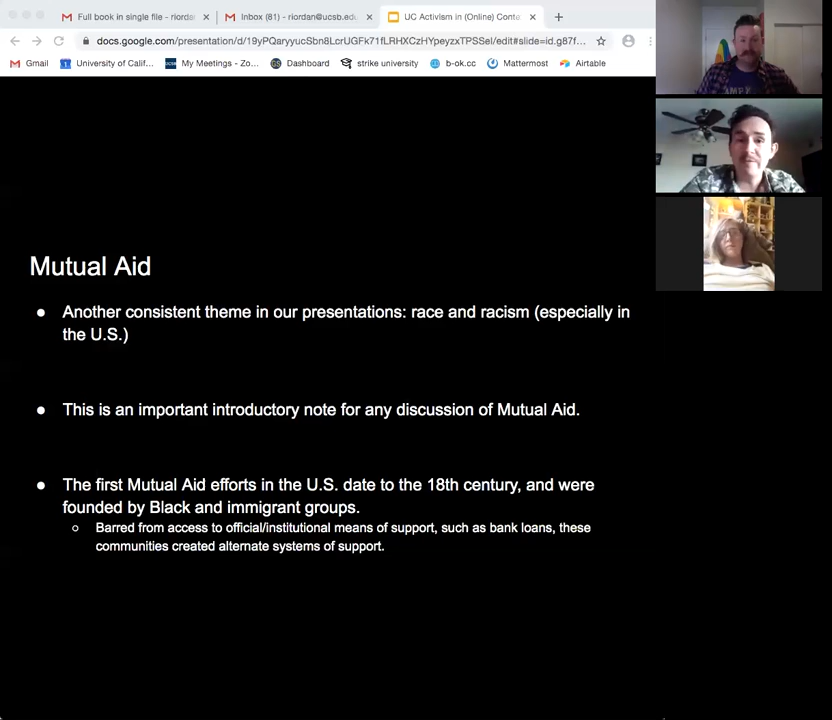 Full book in single file - riordan
Inbox (81) - riordan@ucsb.edu
UC Activism in (Online) Conte
docs.google.com/presentation/d/19yPQaryyucSbn8LcrUGFk71fLRHXCzHYpeyzxTPSSeI/edit#slide=id.g87f...
Gmail
University of Calif...
My Meetings - Zo...
Dashboard
strike university
b-ok.cc
Mattermost
Airtable
Mutual Aid
● Another consistent theme in our presentations: race and racism (especially in
the U.S.)
● This is an important introductory note for any discussion of Mutual Aid.
● The first Mutual Aid efforts in the U.S. date to the 18th century, and were
founded by Black and immigrant groups.
○ Barred from access to official/institutional means of support, such as bank loans, these
communities created alternate systems of support.